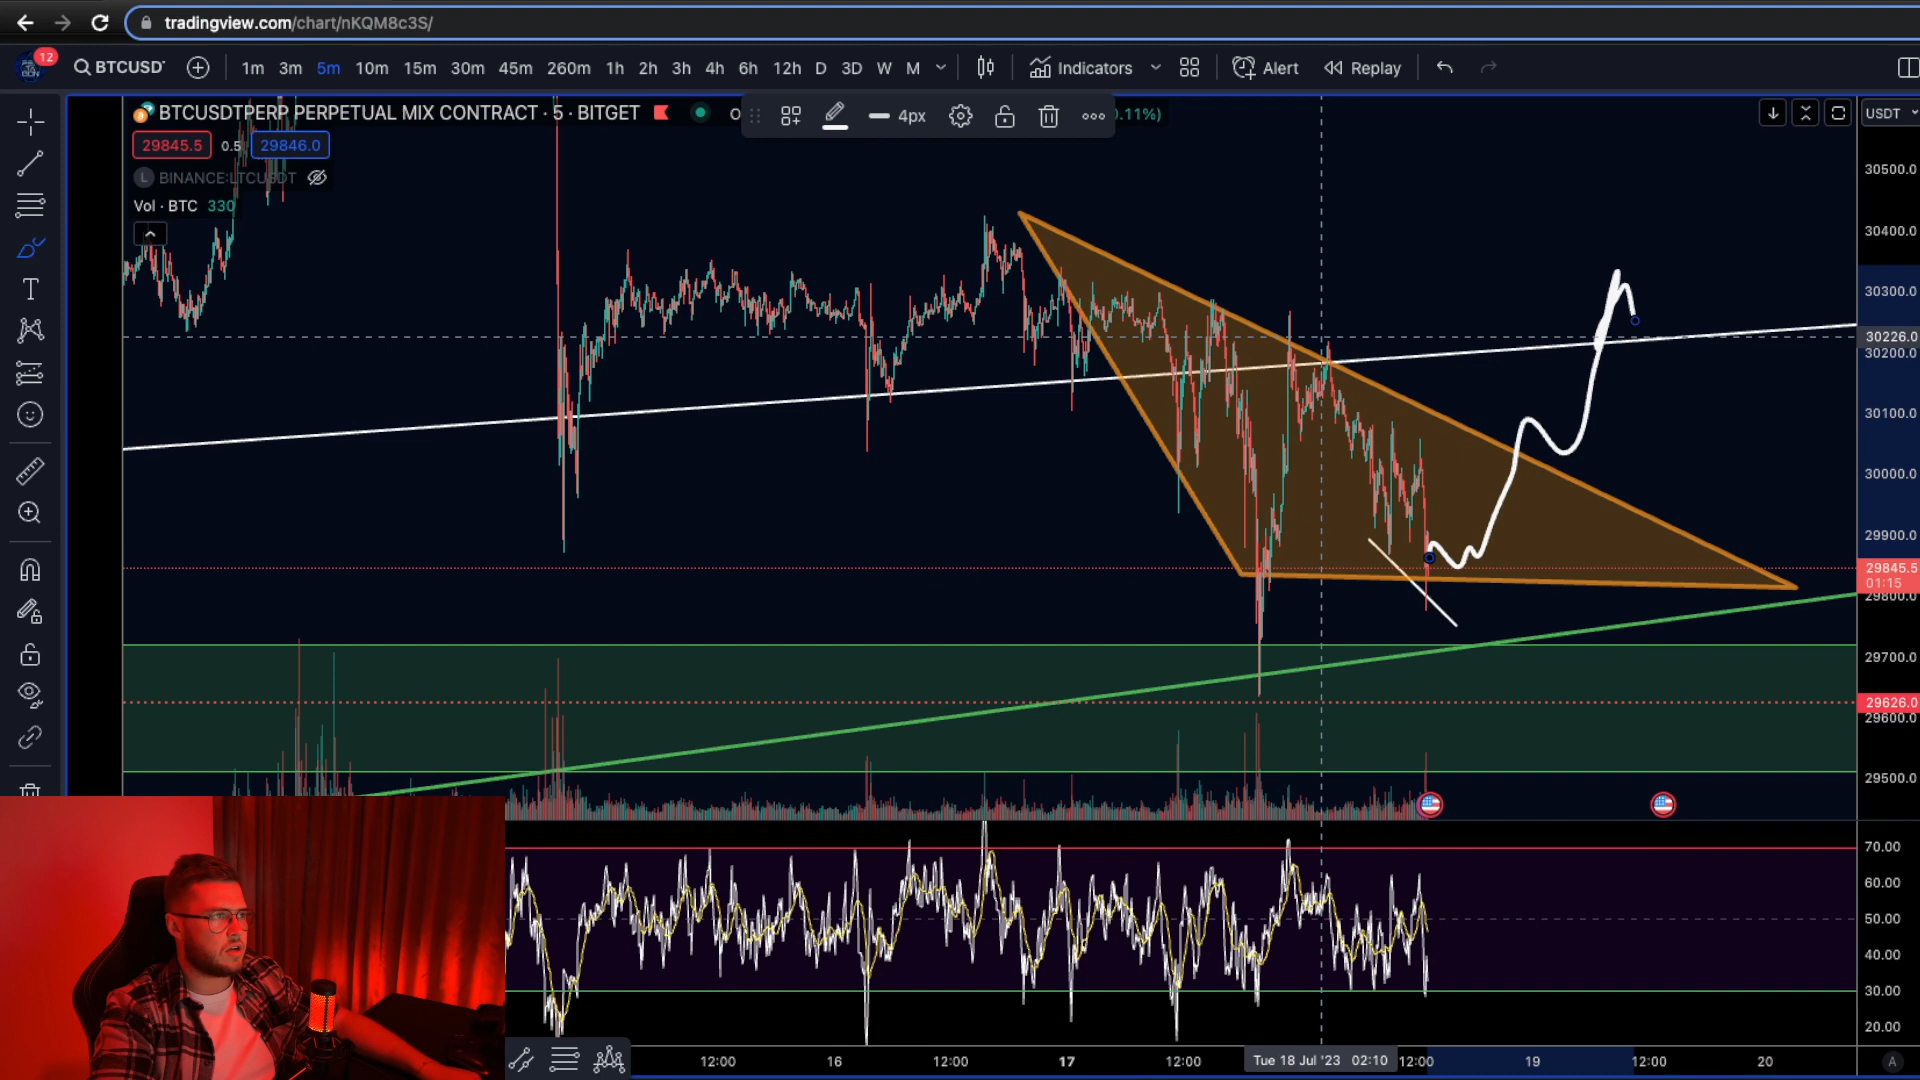 tradingview.com/chart/nKQM8c3S/
12
BTCUSDT
1m 3m 5m 10m 15m 30m 45m 260m 1h 2h 3h 4h 6h 12h D 3D W M
Indicators
Alert
Replay
BTCUSDTPERP PERPETUAL MIX CONTRACT · 5 · BITGET
O
4px
.11%)
USDT
29845.5 0.5 29846.0
L BINANCE:LTCUSDT
Vol · BTC 330
30500.0
30400.0
30300.0
30226.0
30200.0
30100.0
30000.0
29900.0
29845.5
01:15
29800.0
29700.0
29626.0
29600.0
29500.0
70.00
60.00
50.00
40.00
30.00
20.00
12:00 16 12:00 17 12:00 Tue 18 Jul '23 02:10 12:00 19 12:00 20
A